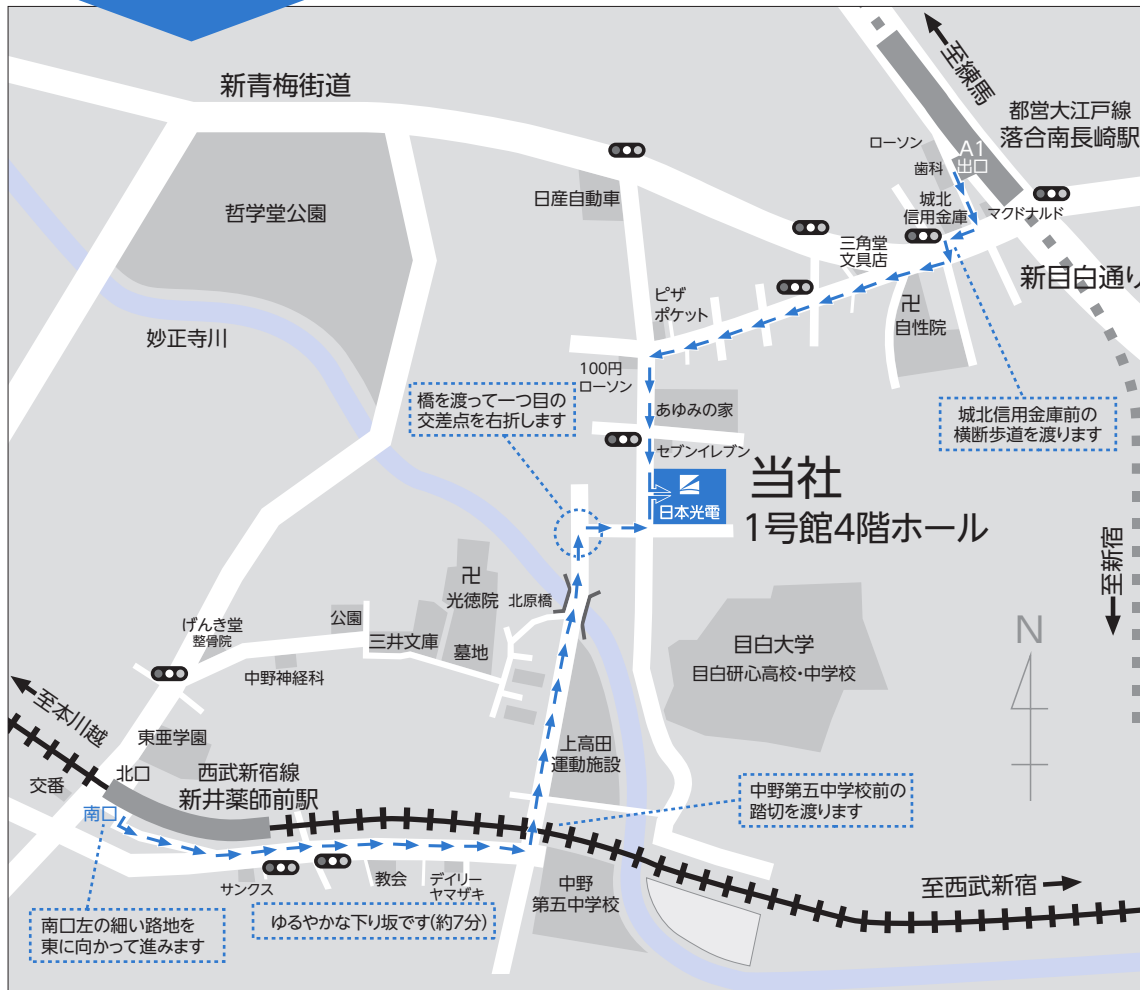 至練馬
新青梅街道
都営大江戸線
落合南長崎駅
ローソン
A1
出口
歯科
日産自動車
城北
信用金庫
マクドナルド
哲学堂公園
三角堂
文具店
新目白通り
ピザ
ポケット
卍
自性院
妙正寺川
100円
ローソン
橋を渡って一つ目の
交差点を右折します
あゆみの家
城北信用金庫前の
横断歩道を渡ります
セブンイレブン
当社
日本光電
1号館4階ホール
至新宿
卍
光徳院
北原橋
公園
げんき堂
整骨院
三井文庫
墓地
目白大学
目白研心高校・中学校
N
中野神経科
至本川越
東亜学園
上高田
運動施設
北口
西武新宿線
新井薬師前駅
交番
中野第五中学校前の
踏切を渡ります
南口
サンクス
教会
デイリー
ヤマザキ
中野
第五中学校
至西武新宿
南口左の細い路地を
東に向かって進みます
ゆるやかな下り坂です(約7分)